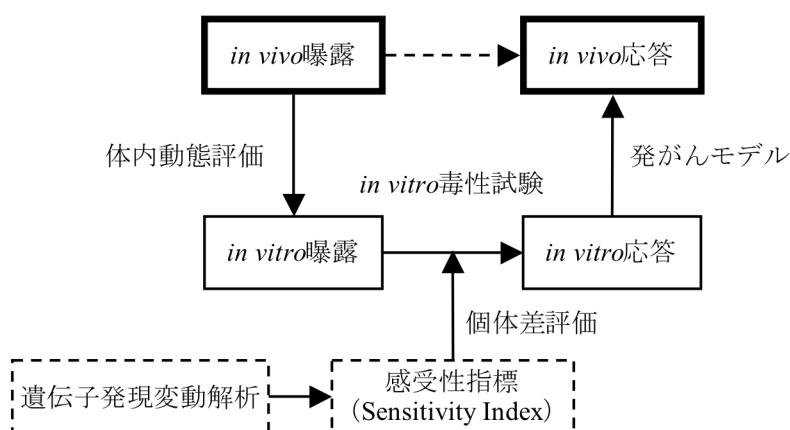 in vivo曝露
in vivo応答
体内動態評価
発がんモデル
in vitro毒性試験
in vitro曝露
in vitro応答
個体差評価
遺伝子発現変動解析
感受性指標
（Sensitivity Index）